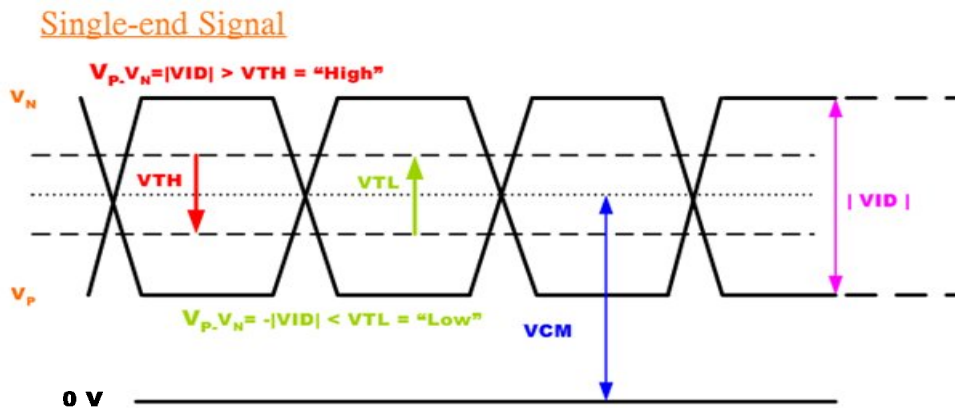 Single-end Signal
VP-VN=|VID| > VTH = “High”
VN
VTH
VTL
| VID |
VP
VP-VN= -|VID| < VTL = “Low”
VCM
0 V